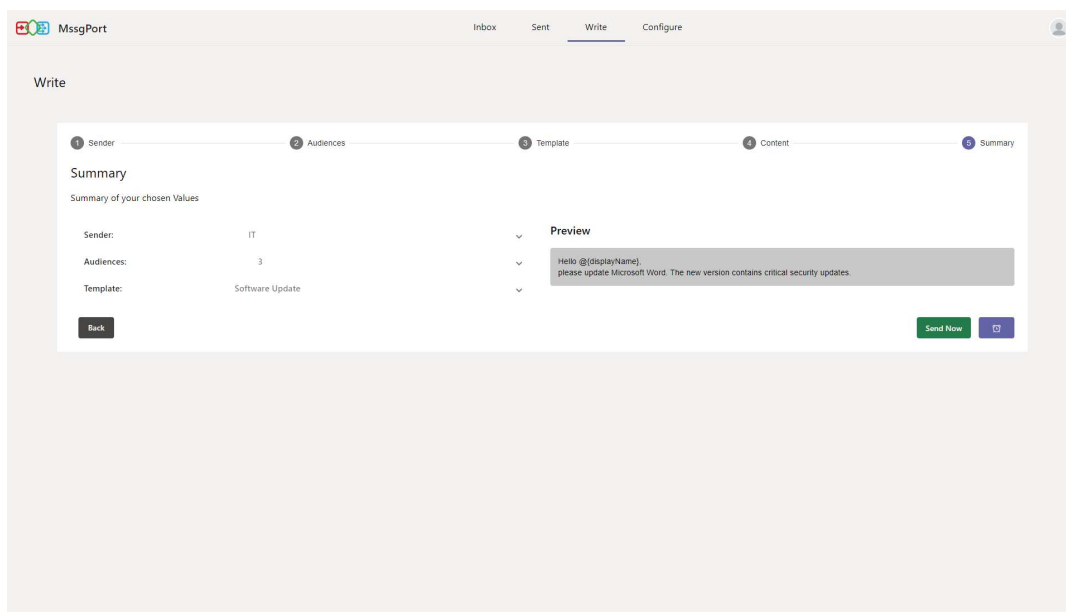 MssgPort
Inbox Sent Write Configure
Write
1 Sender 2 Audiences 3 Template 4 Content 5 Summary
Summary
Summary of your chosen Values
Sender: IT
Audiences: 3
Template: Software Update
Preview
Hello @{displayName},
please update Microsoft Word. The new version contains critical security updates.
Back
Send Now